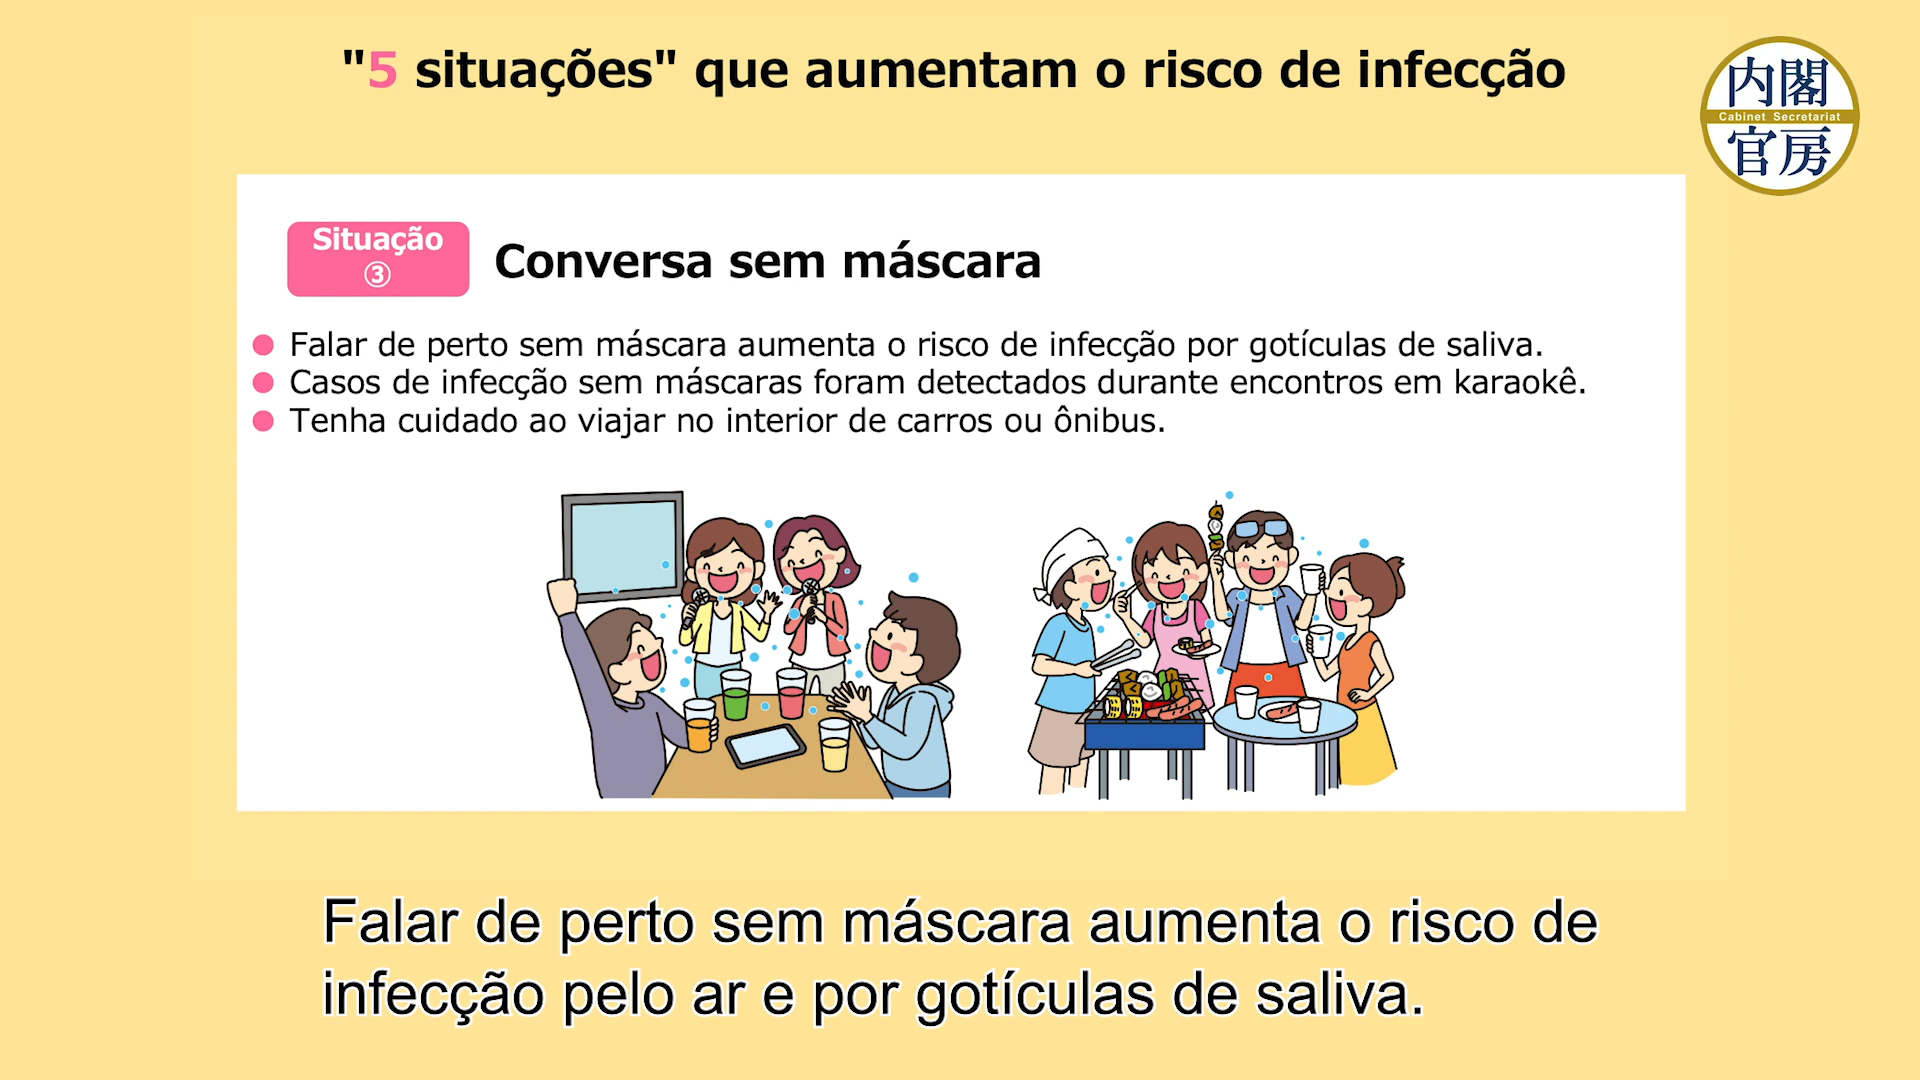 "5 situações" que aumentam o risco de infecção
内閣
Cabinet Secretariat
官房
Situação
③
Conversa sem máscara
● Falar de perto sem máscara aumenta o risco de infecção por gotículas de saliva.
● Casos de infecção sem máscaras foram detectados durante encontros em karaokê.
● Tenha cuidado ao viajar no interior de carros ou ônibus.
Falar de perto sem máscara aumenta o risco de
infecção pelo ar e por gotículas de saliva.